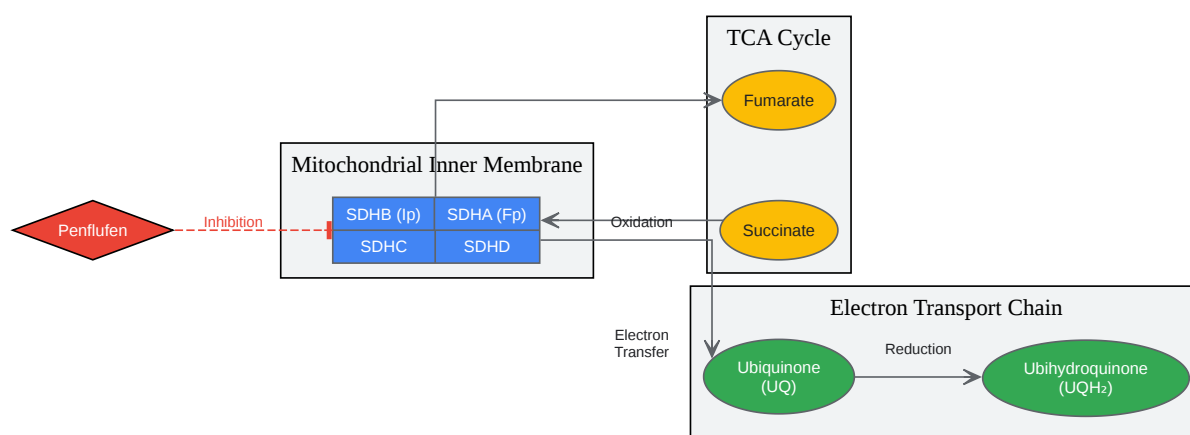 TCA Cycle
Fumarate
Mitochondrial Inner Membrane
SDHB (Ip)
SDHA (Fp)
Penflufen
Inhibition
Oxidation
Succinate
SDHC
SDHD
Electron Transport Chain
Electron
Transfer
Ubiquinone
(UQ)
Reduction
Ubihydroquinone
(UQH₂)